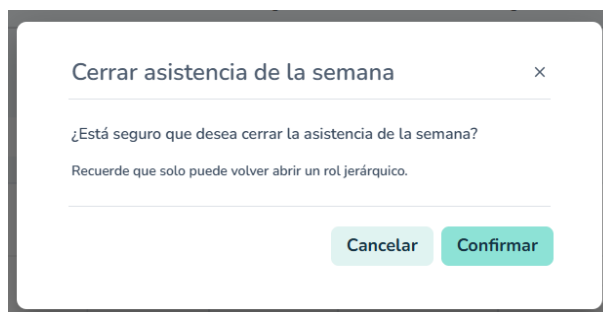 Cerrar asistencia de la semana
¿Está seguro que desea cerrar la asistencia de la semana?
Recuerde que solo puede volver abrir un rol jerárquico.
Cancelar
Confirmar